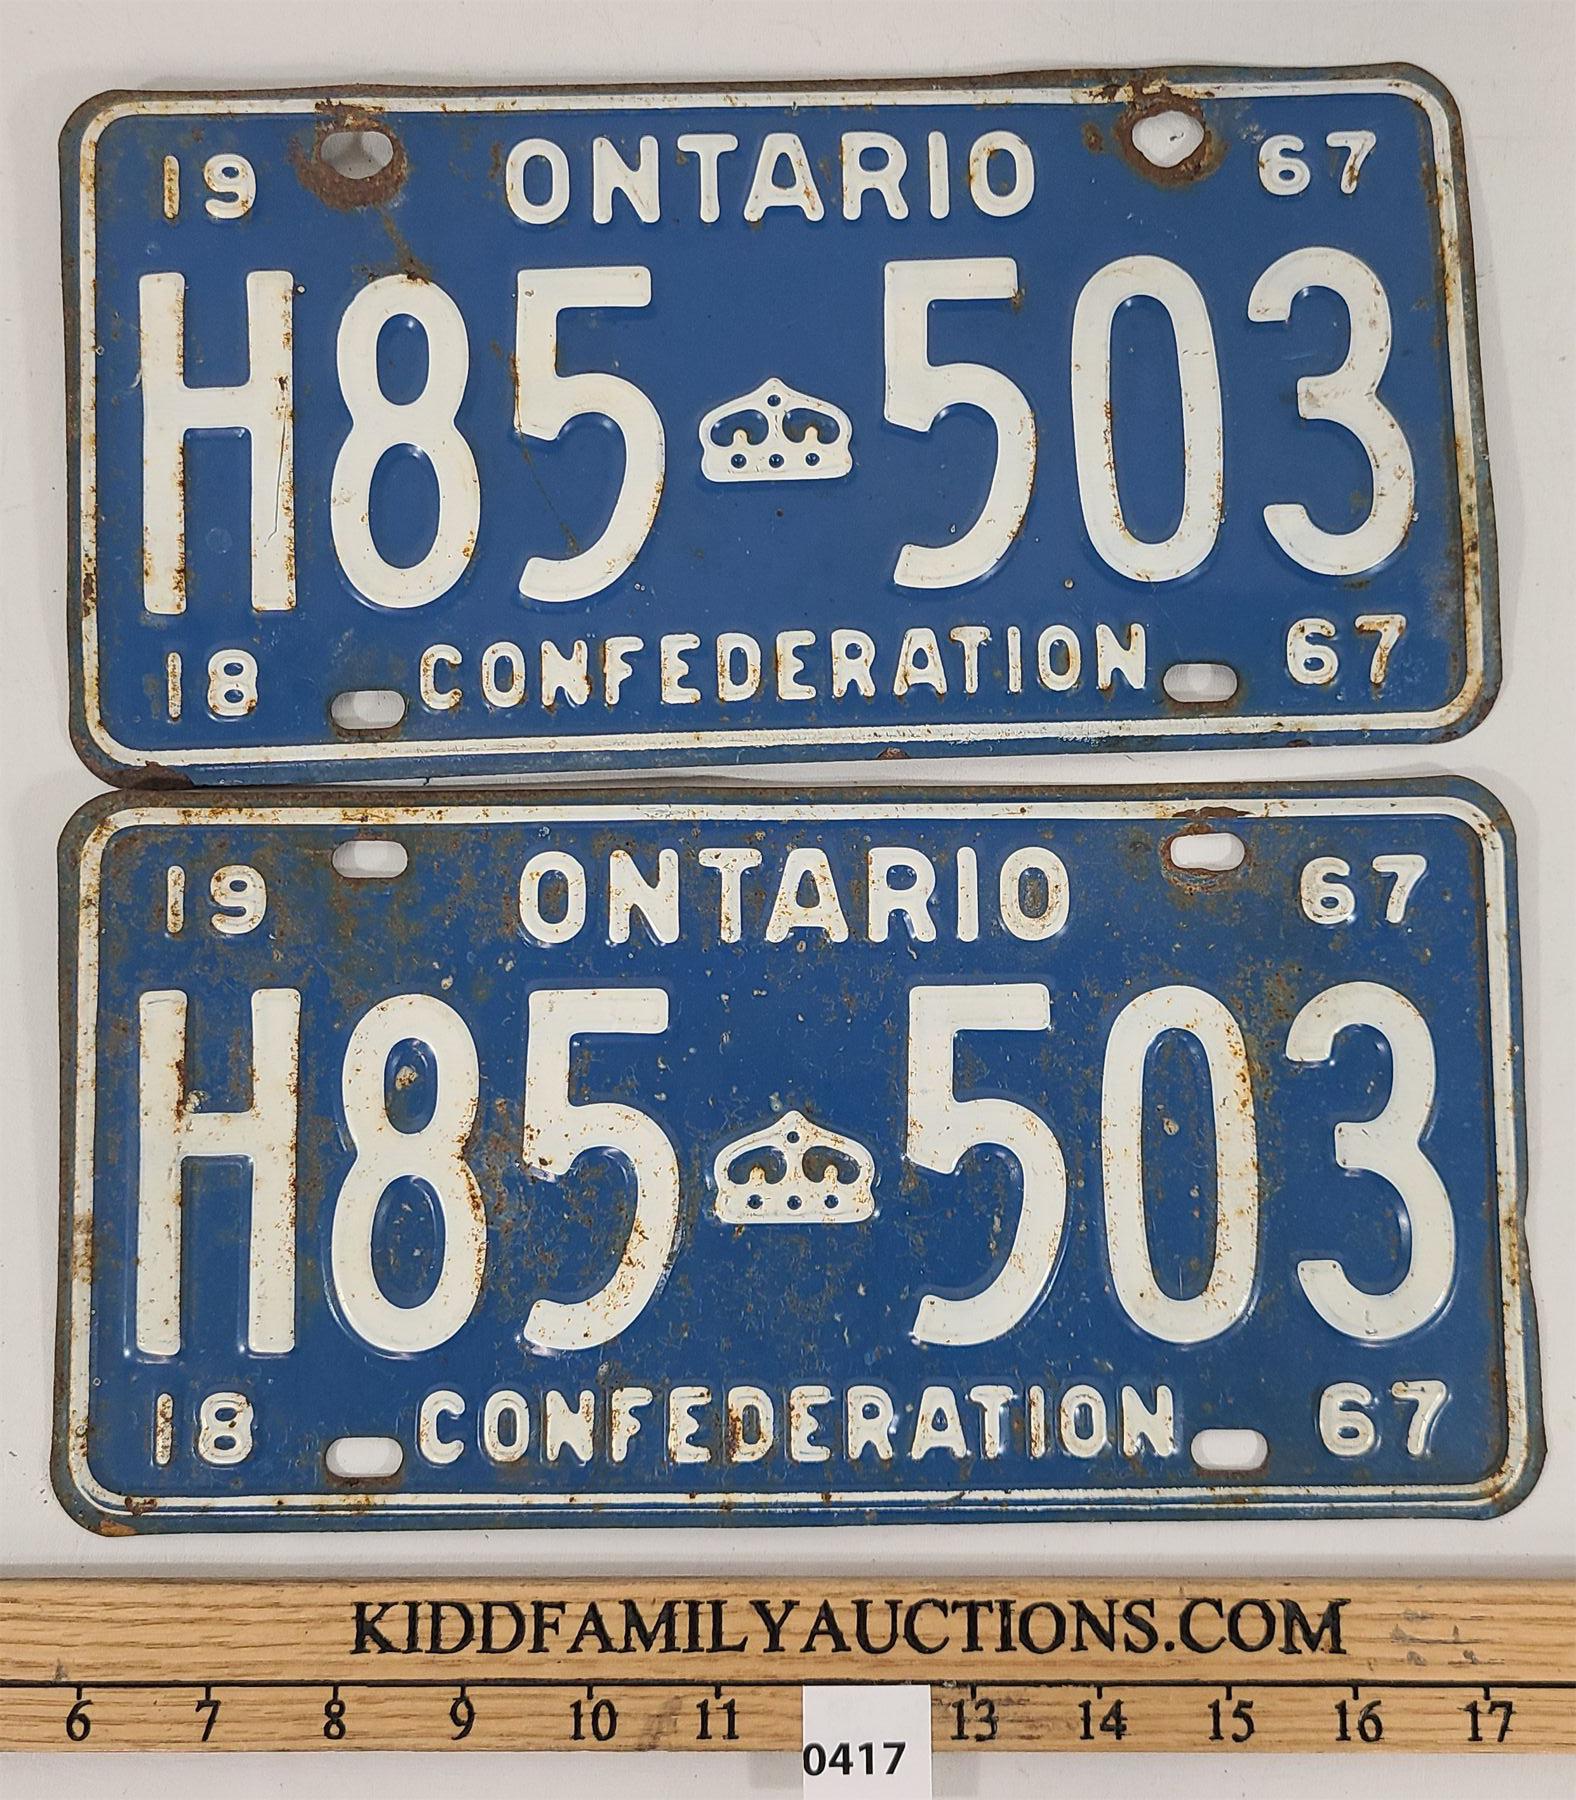 19 ONTARIO 67
H85 503
18 CONFEDERATION 67
19 ONTARIO 67
H85 503
18 CONFEDERATION 67
KIDDFAMILYAUCTIONS.COM
6 7 8 9 10 11 13 14 15 16 17
0417